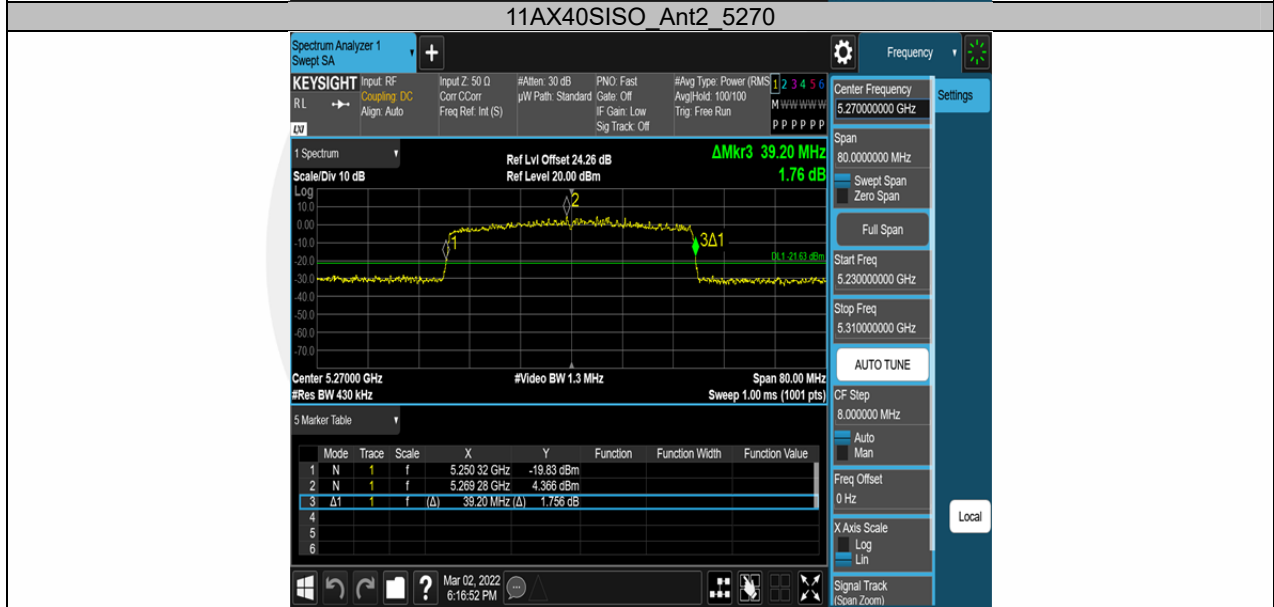 11AX40SISO_Ant2_5270
Spectrum Analyzer 1
Swept SA
Frequency
KEYSIGHT
Input: RF
Coupling: DC
Align: Auto
RL
LXI
Input Z: 50 Ω
Corr CCorr
Freq Ref: Int (S)
#Atten: 30 dB
µW Path: Standard
PNO: Fast
Gate: Off
IF Gain: Low
Sig Track: Off
#Avg Type: Power (RMS
Avg|Hold: 100/100
Trig: Free Run
1 2 3 4 5 6
M W W W W W
P P P P P P
Center Frequency
5.270000000 GHz
Settings
1 Spectrum
Ref Lvl Offset 24.26 dB
ΔMkr3 39.20 MHz
Scale/Div 10 dB
Ref Level 20.00 dBm
1.76 dB
Log
10.0
0.00
-10.0
-20.0
-30.0
-40.0
-50.0
-60.0
-70.0
1
2
3Δ1
DL1 -21.63 dBm
Center 5.27000 GHz
#Video BW 1.3 MHz
Span 80.00 MHz
#Res BW 430 kHz
Sweep 1.00 ms (1001 pts)
Span
80.0000000 MHz
Swept Span
Zero Span
Full Span
Start Freq
5.230000000 GHz
Stop Freq
5.310000000 GHz
AUTO TUNE
CF Step
8.000000 MHz
Auto
Man
Freq Offset
0 Hz
X Axis Scale
Log
Lin
Signal Track
(Span Zoom)
Local
5 Marker Table
Mode Trace Scale X Y Function Function Width Function Value
1 N 1 f 5.250 32 GHz -19.83 dBm
2 N 1 f 5.269 28 GHz 4.366 dBm
3 Δ1 1 f (Δ) 39.20 MHz (Δ) 1.756 dB
4
5
6
Mar 02, 2022
6:16:52 PM